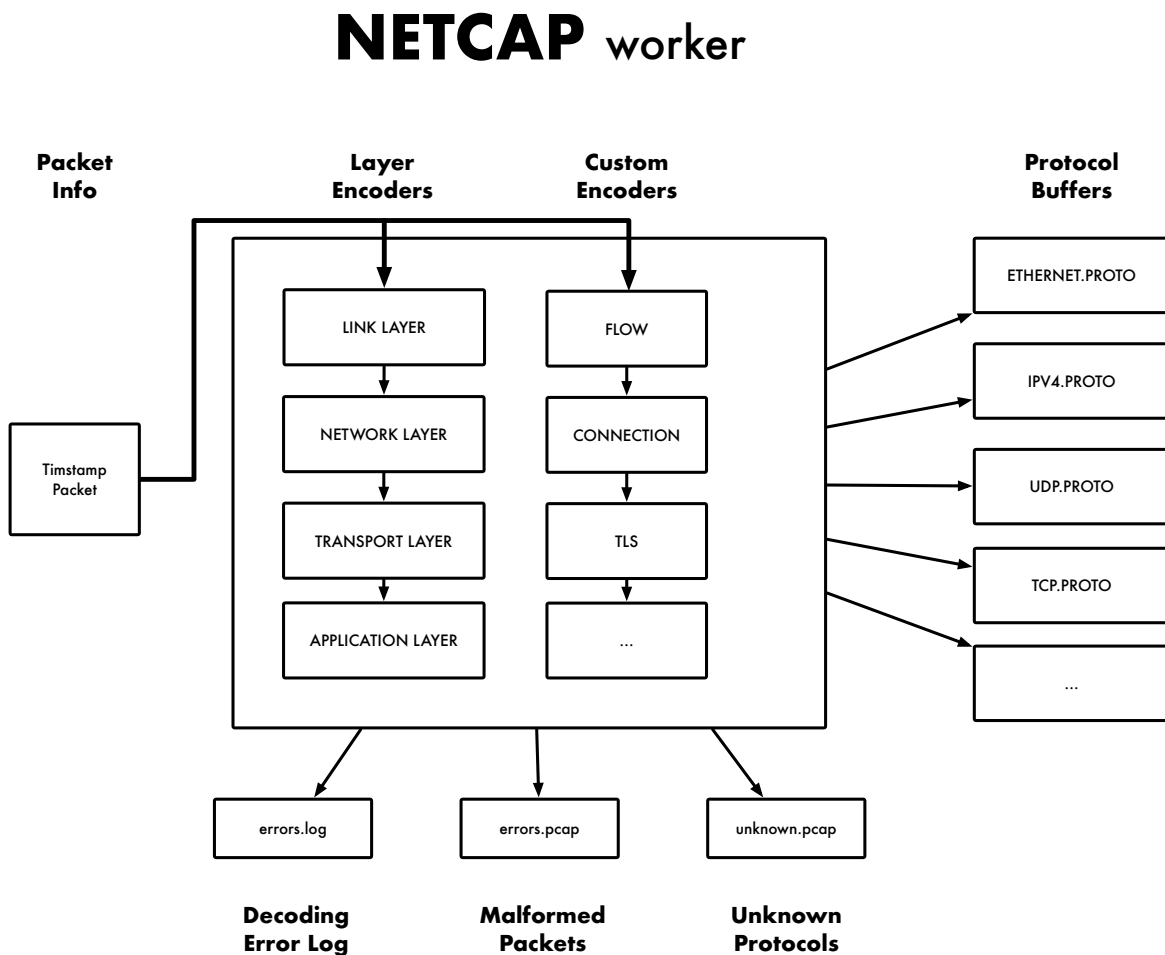 NETCAP worker
Packet
Info
Layer
Encoders
Custom
Encoders
Protocol
Buffers
Timstamp
Packet
LINK LAYER
NETWORK LAYER
TRANSPORT LAYER
APPLICATION LAYER
FLOW
CONNECTION
TLS
...
ETHERNET.PROTO
IPV4.PROTO
UDP.PROTO
TCP.PROTO
...
errors.log
errors.pcap
unknown.pcap
Decoding
Error Log
Malformed
Packets
Unknown
Protocols